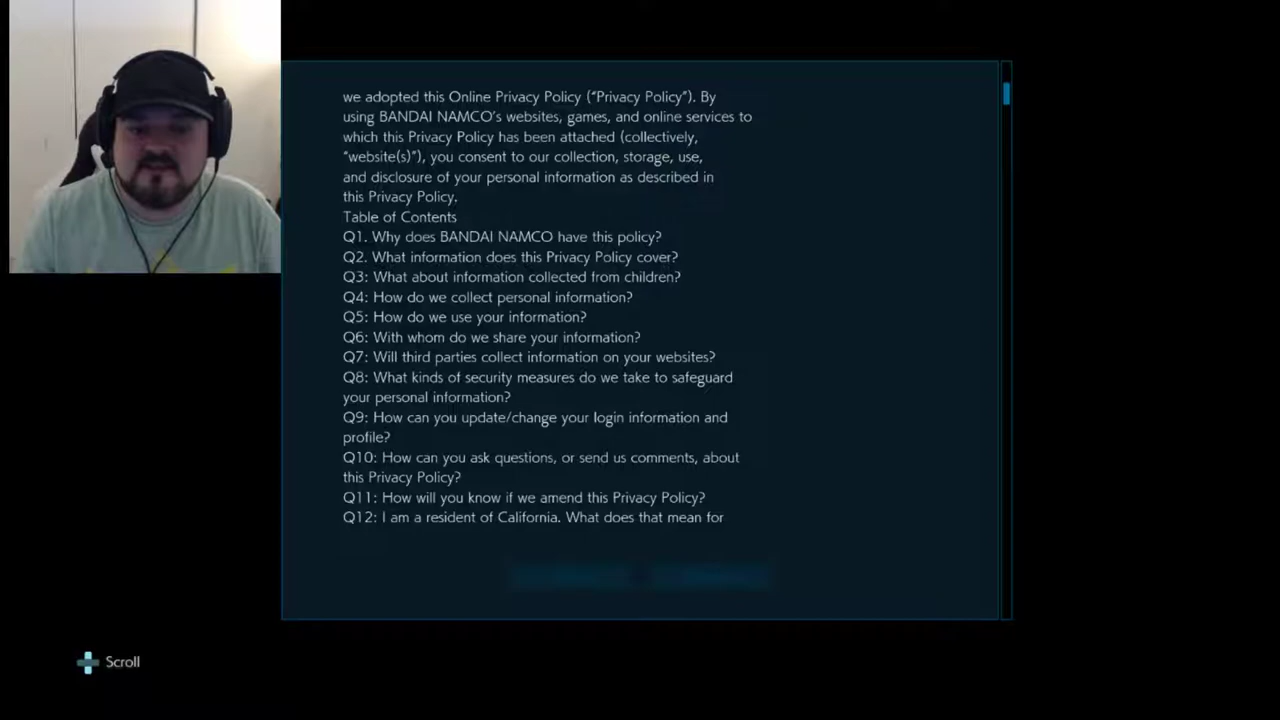 we adopted this Online Privacy Policy (“Privacy Policy”). By
using BANDAI NAMCO's websites, games, and online services to
which this Privacy Policy has been attached (collectively,
“website(s)”), you consent to our collection, storage, use,
and disclosure of your personal information as described in
this Privacy Policy.
Table of Contents
Q1. Why does BANDAI NAMCO have this policy?
Q2. What information does this Privacy Policy cover?
Q3: What about information collected from children?
Q4: How do we collect personal information?
Q5: How do we use your information?
Q6: With whom do we share your information?
Q7: Will third parties collect information on your websites?
Q8: What kinds of security measures do we take to safeguard
your personal information?
Q9: How can you update/change your login information and
profile?
Q10: How can you ask questions, or send us comments, about
this Privacy Policy?
Q11: How will you know if we amend this Privacy Policy?
Q12: I am a resident of California. What does that mean for
Scroll